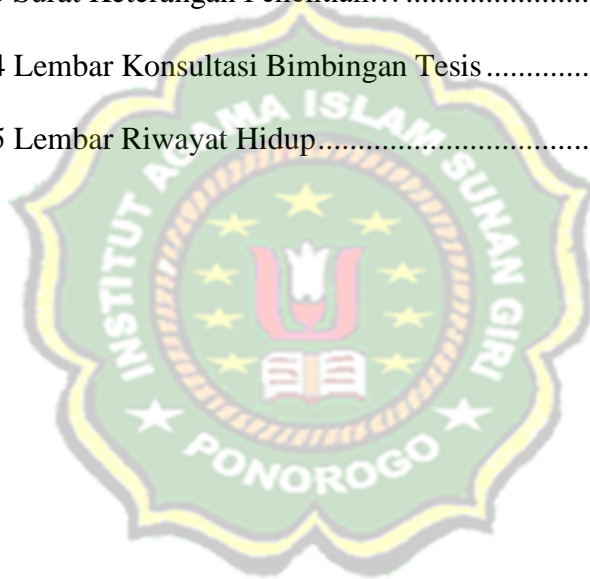 Surat Keterangan Penelitian…
4 Lembar Konsultasi Bimbingan Tesis
5 Lembar Riwayat Hidup
INSTITUT AGAMA ISLAM SUNAN GIRI
PONOROGO